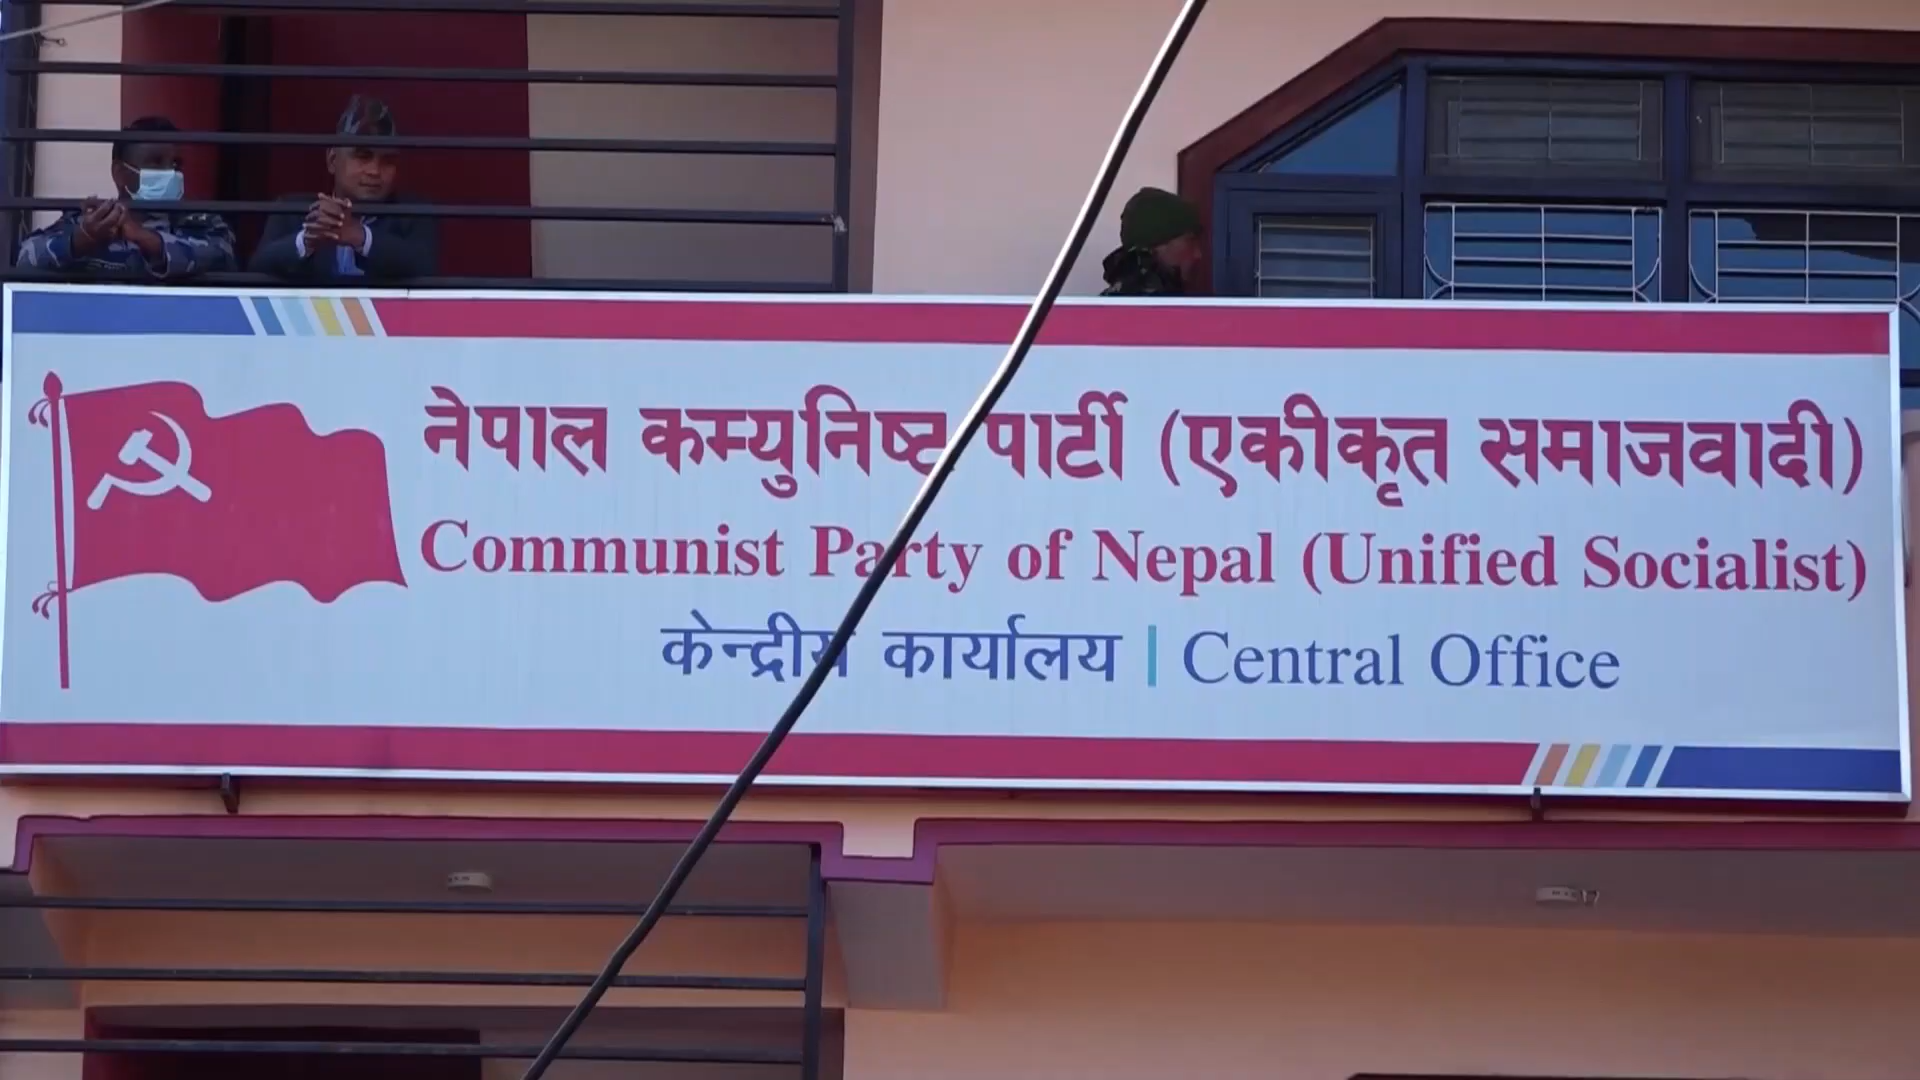 नेपाल कम्युनिष्ट पार्टी (एकीकृत समाजवादी)
Communist Party of Nepal (Unified Socialist)
केन्द्रीय कार्यालय | Central Office